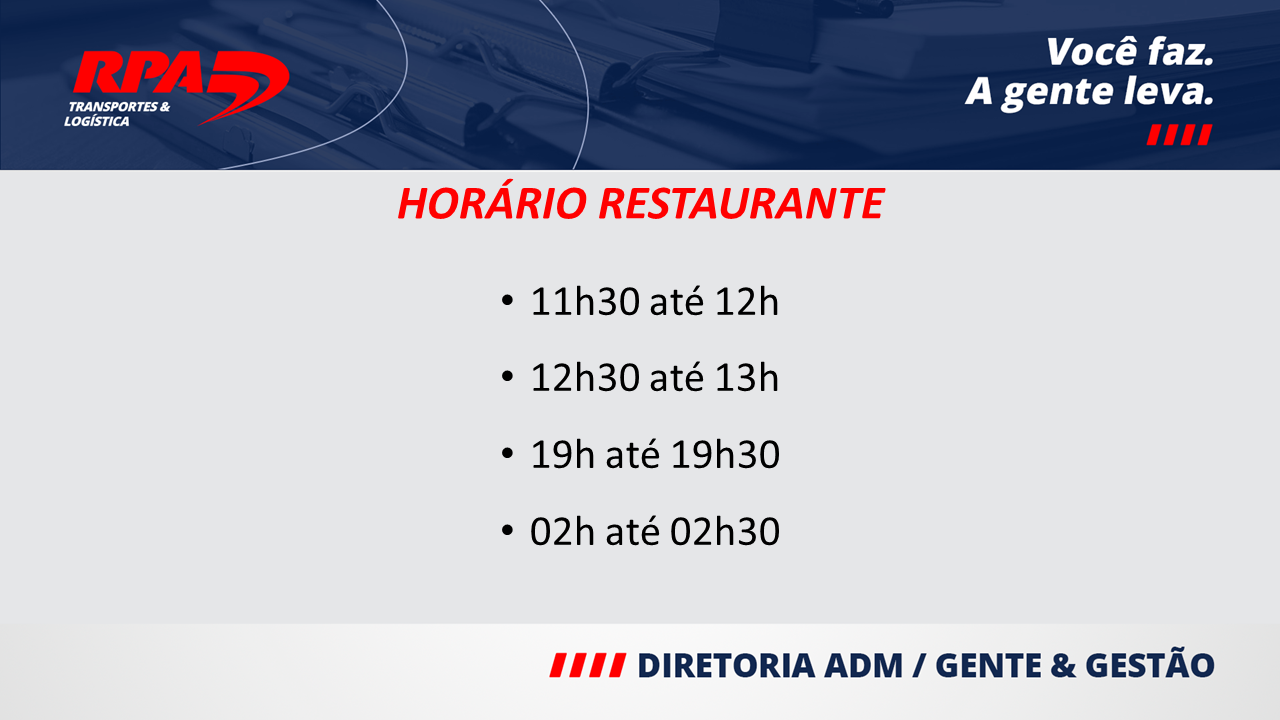 RPA
TRANSPORTES &
LOGÍSTICA
Você faz.
A gente leva.
HORÁRIO RESTAURANTE
• 11h30 até 12h
• 12h30 até 13h
• 19h até 19h30
• 02h até 02h30
DIRETORIA ADM / GENTE & GESTÃO